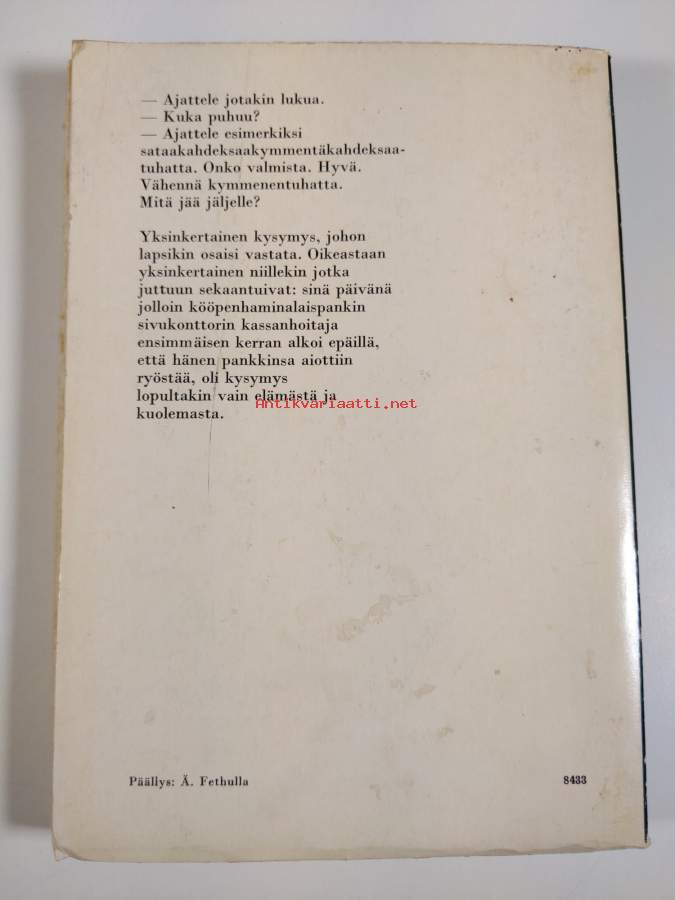 — Ajattele jotakin lukua.
— Kuka puhuu?
— Ajattele esimerkiksi
sataakahdeksaakymmentäkahdeksaa-
tuhatta. Onko valmista. Hyvä.
Vähennä kymmenentuhatta.
Mitä jää jäljelle?
Yksinkertainen kysymys, johon
lapsikin osaisi vastata. Oikeastaan
yksinkertainen niillekin jotka
juttuun sekaantuivat: sinä päivänä
jolloin kööpenhaminalaispankin
sivukonttorin kassanhoitaja
ensimmäisen kerran alkoi epäillä,
että hänen pankkinsa aiottiin
ryöstää, oli kysymys
lopultakin vain elämästä ja
kuolemasta.
Antikvariaatti.net
Päällys: Ä. Fethulla
8433